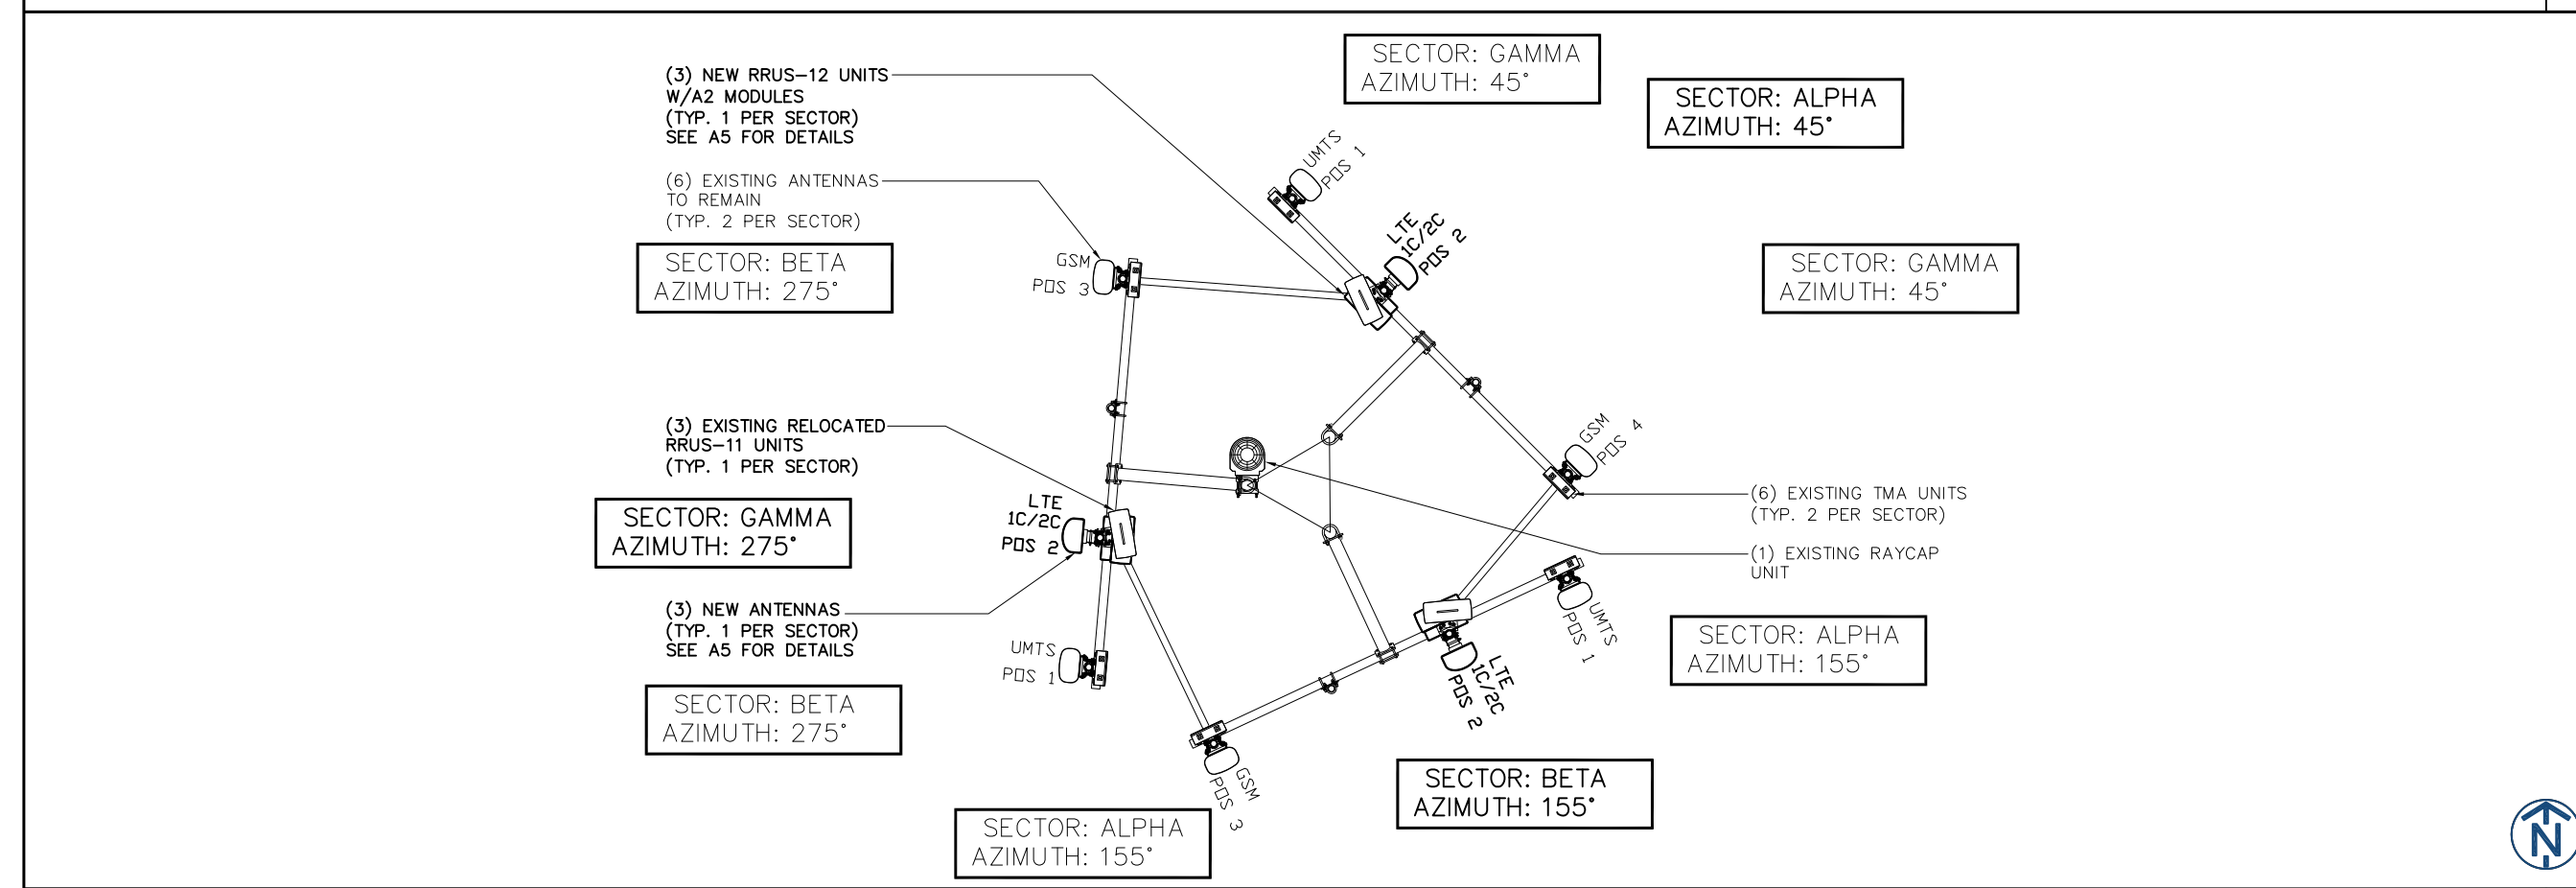 SECTOR: GAMMA
AZIMUTH: 45°
(3) NEW RRUS-12 UNITS
W/A2 MODULES
(TYP. 1 PER SECTOR)
SEE A5 FOR DETAILS
SECTOR: ALPHA
AZIMUTH: 45°
UMTS
POS 1
(6) EXISTING ANTENNAS
TO REMAIN
(TYP. 2 PER SECTOR)
LTE
1C/2C
POS 2
SECTOR: BETA
AZIMUTH: 275°
GSM
POS 3
SECTOR: GAMMA
AZIMUTH: 45°
(3) EXISTING RELOCATED
RRUS-11 UNITS
(TYP. 1 PER SECTOR)
GSM
POS 4
LTE
1C/2C
POS 2
SECTOR: GAMMA
AZIMUTH: 275°
(6) EXISTING TMA UNITS
(TYP. 2 PER SECTOR)
(1) EXISTING RAYCAP
UNIT
(3) NEW ANTENNAS
(TYP. 1 PER SECTOR)
SEE A5 FOR DETAILS
UMTS
POS 1
UMTS
POS 1
SECTOR: ALPHA
AZIMUTH: 155°
LTE
1C/2C
POS 2
SECTOR: BETA
AZIMUTH: 275°
GSM
POS 3
SECTOR: BETA
AZIMUTH: 155°
SECTOR: ALPHA
AZIMUTH: 155°
N